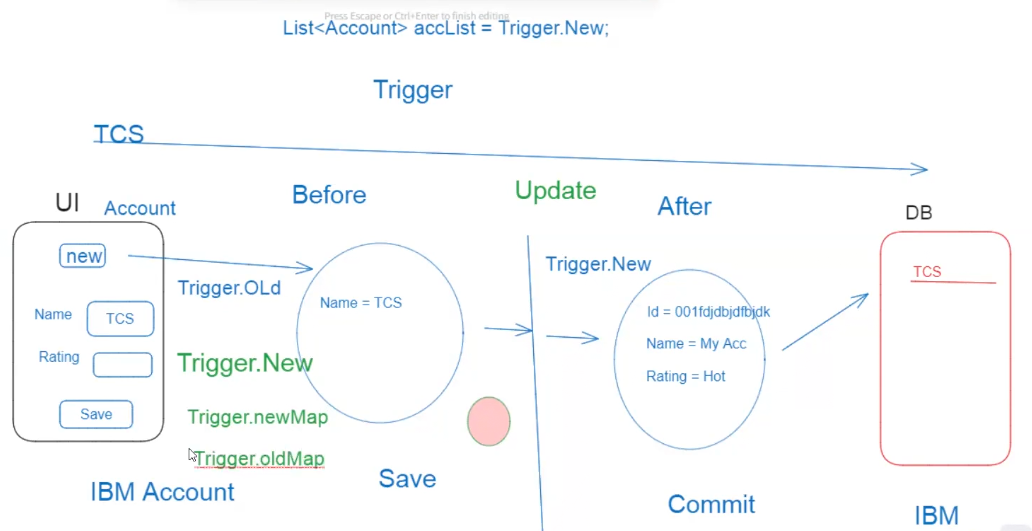 Press Escape or Ctrl+Enter to finish editing
List<Account> accList = Trigger.New;
Trigger
TCS
UI
Account
Before
Update
After
DB
new
Trigger.OLd
Name = TCS
Trigger.New
TCS
Name
TCS
Id = 001fdjdbjdfbjdk
Name = My Acc
Rating = Hot
Rating
Trigger.New
Save
Trigger.newMap
Trigger.oldMap
IBM Account
Save
Commit
IBM